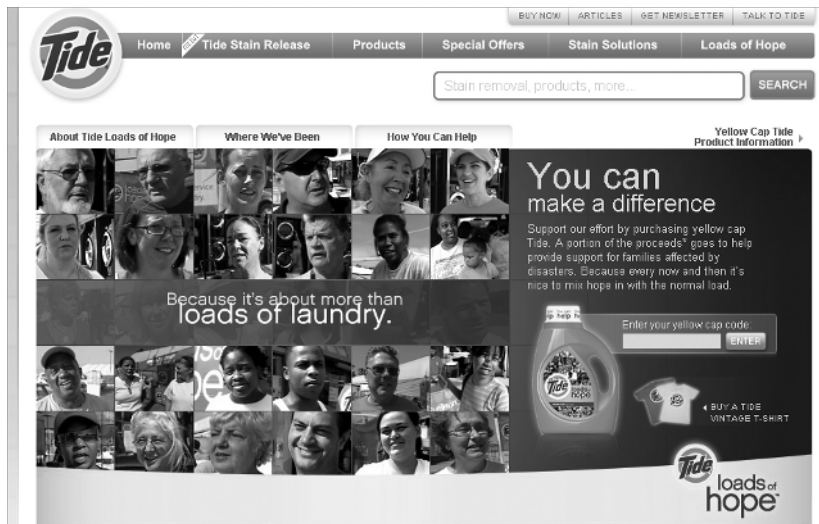 BUY NOW ARTICLES GET NEWSLETTER TALK TO TIDE
Tide
Home Tide Stain Release Products Special Offers Stain Solutions Loads of Hope
Stain removal, products, more... SEARCH
About Tide Loads of Hope Where We've Been How You Can Help
Yellow Cap Tide
Product Information
You can
make a difference
Support our effort by purchasing yellow cap
Tide. A portion of the proceeds* goes to help
provide support for families affected by
disasters. Because every now and then it's
nice to mix hope in with the normal load.
Because it's about more than
loads of laundry.
help
Enter your yellow cap code:
ENTER
Tide
loads of
hope
BUY A TIDE
VINTAGE T-SHIRT
Tide
loads of
hope